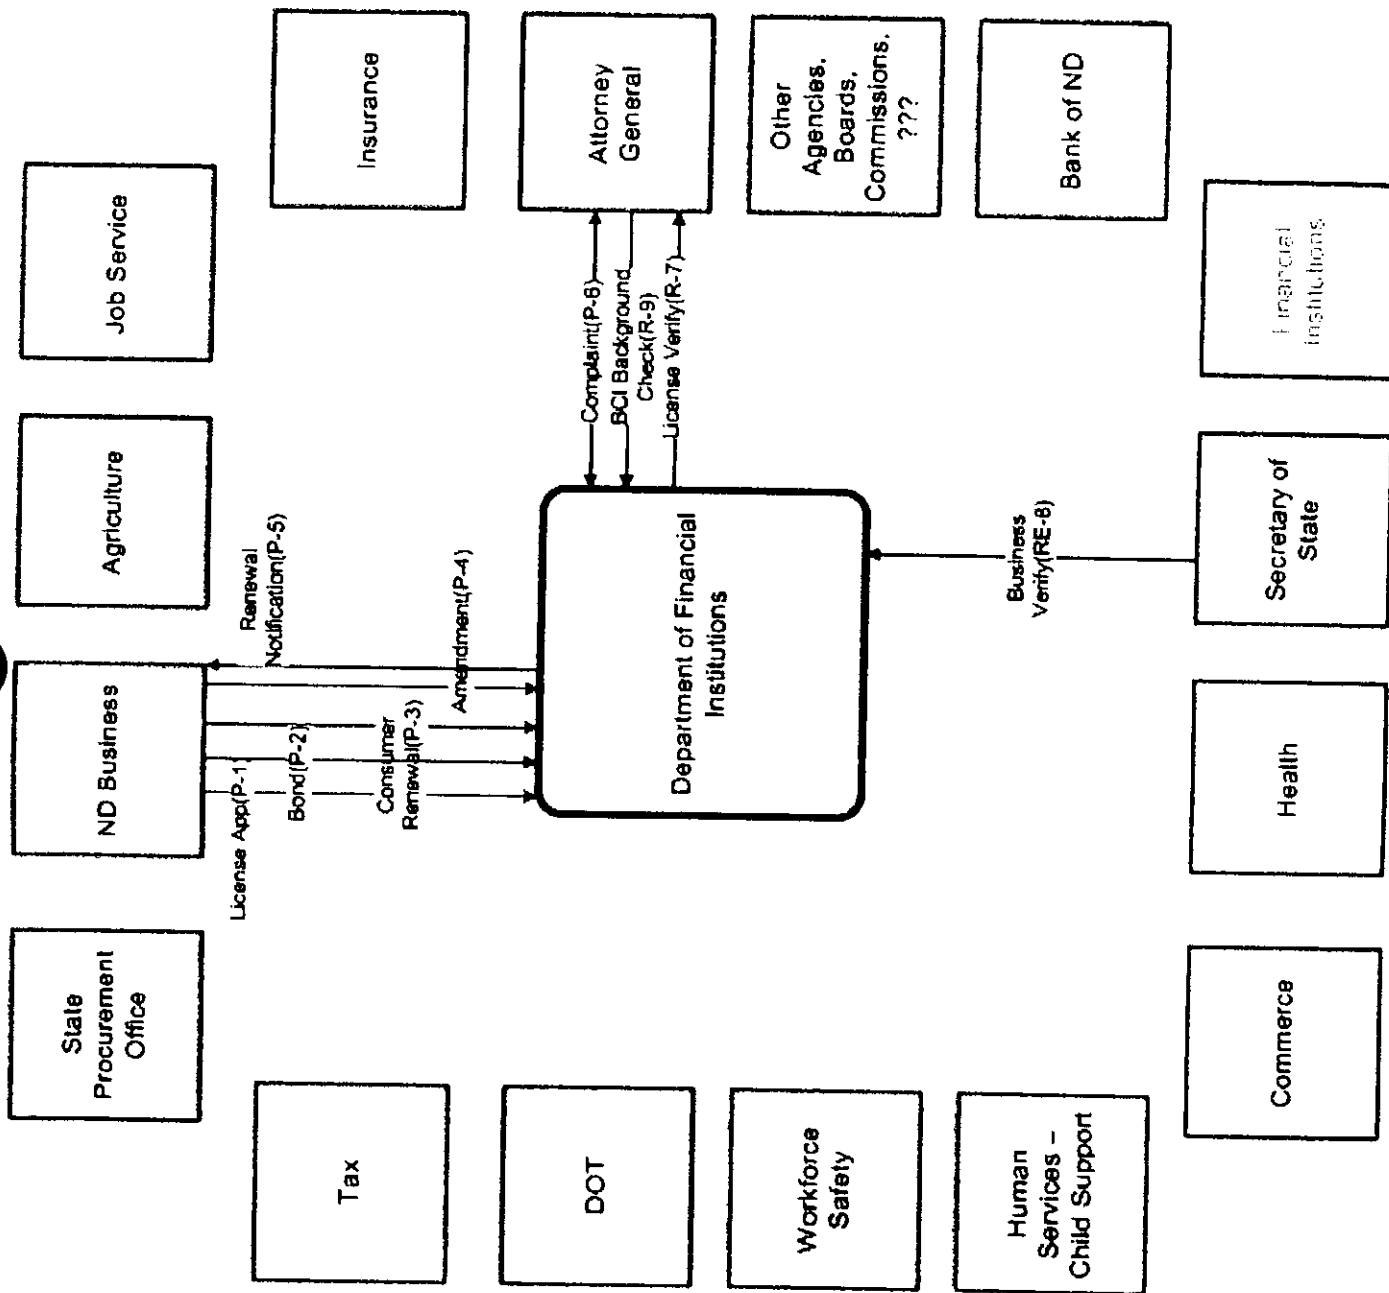 State
Procurement
Office
ND Business
Agriculture
Job Service
Tax
License App(P-1)
Bond(P-2)
Consumer
Renewal(P-3)
Amendment(P-4)
Renewal
Notification(P-5)
Insurance
DOT
Department of Financial
Institutions
Complaint(P-6)
BCI Background
Check(R-9)
License Verify(R-7)
Attorney
General
Workforce
Safety
Other
Agencies,
Boards,
Commissions,
???
Human
Services –
Child Support
Business
Verify(RE-8)
Bank of ND
Commerce
Health
Secretary of
State
Financial
Institutions